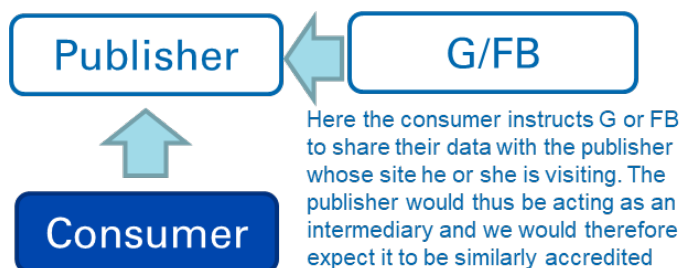 Publisher
G/FB
Here the consumer instructs G or FB
to share their data with the publisher
whose site he or she is visiting. The
publisher would thus be acting as an
intermediary and we would therefore
expect it to be similarly accredited
Consumer